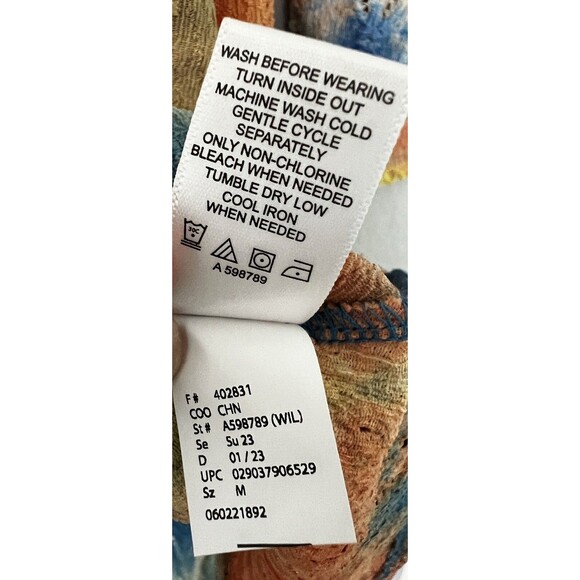 WASH BEFORE WEARING
TURN INSIDE OUT
MACHINE WASH COLD
GENTLE CYCLE
SEPARATELY
ONLY NON-CHLORINE
BLEACH WHEN NEEDED
TUMBLE DRY LOW
COOL IRON
WHEN NEEDED
30C
A 598789
F# 402831
COO CHN
St# A598789 (WIL)
Se Su 23
D 01 / 23
UPC 029037906529
Sz M
060221892